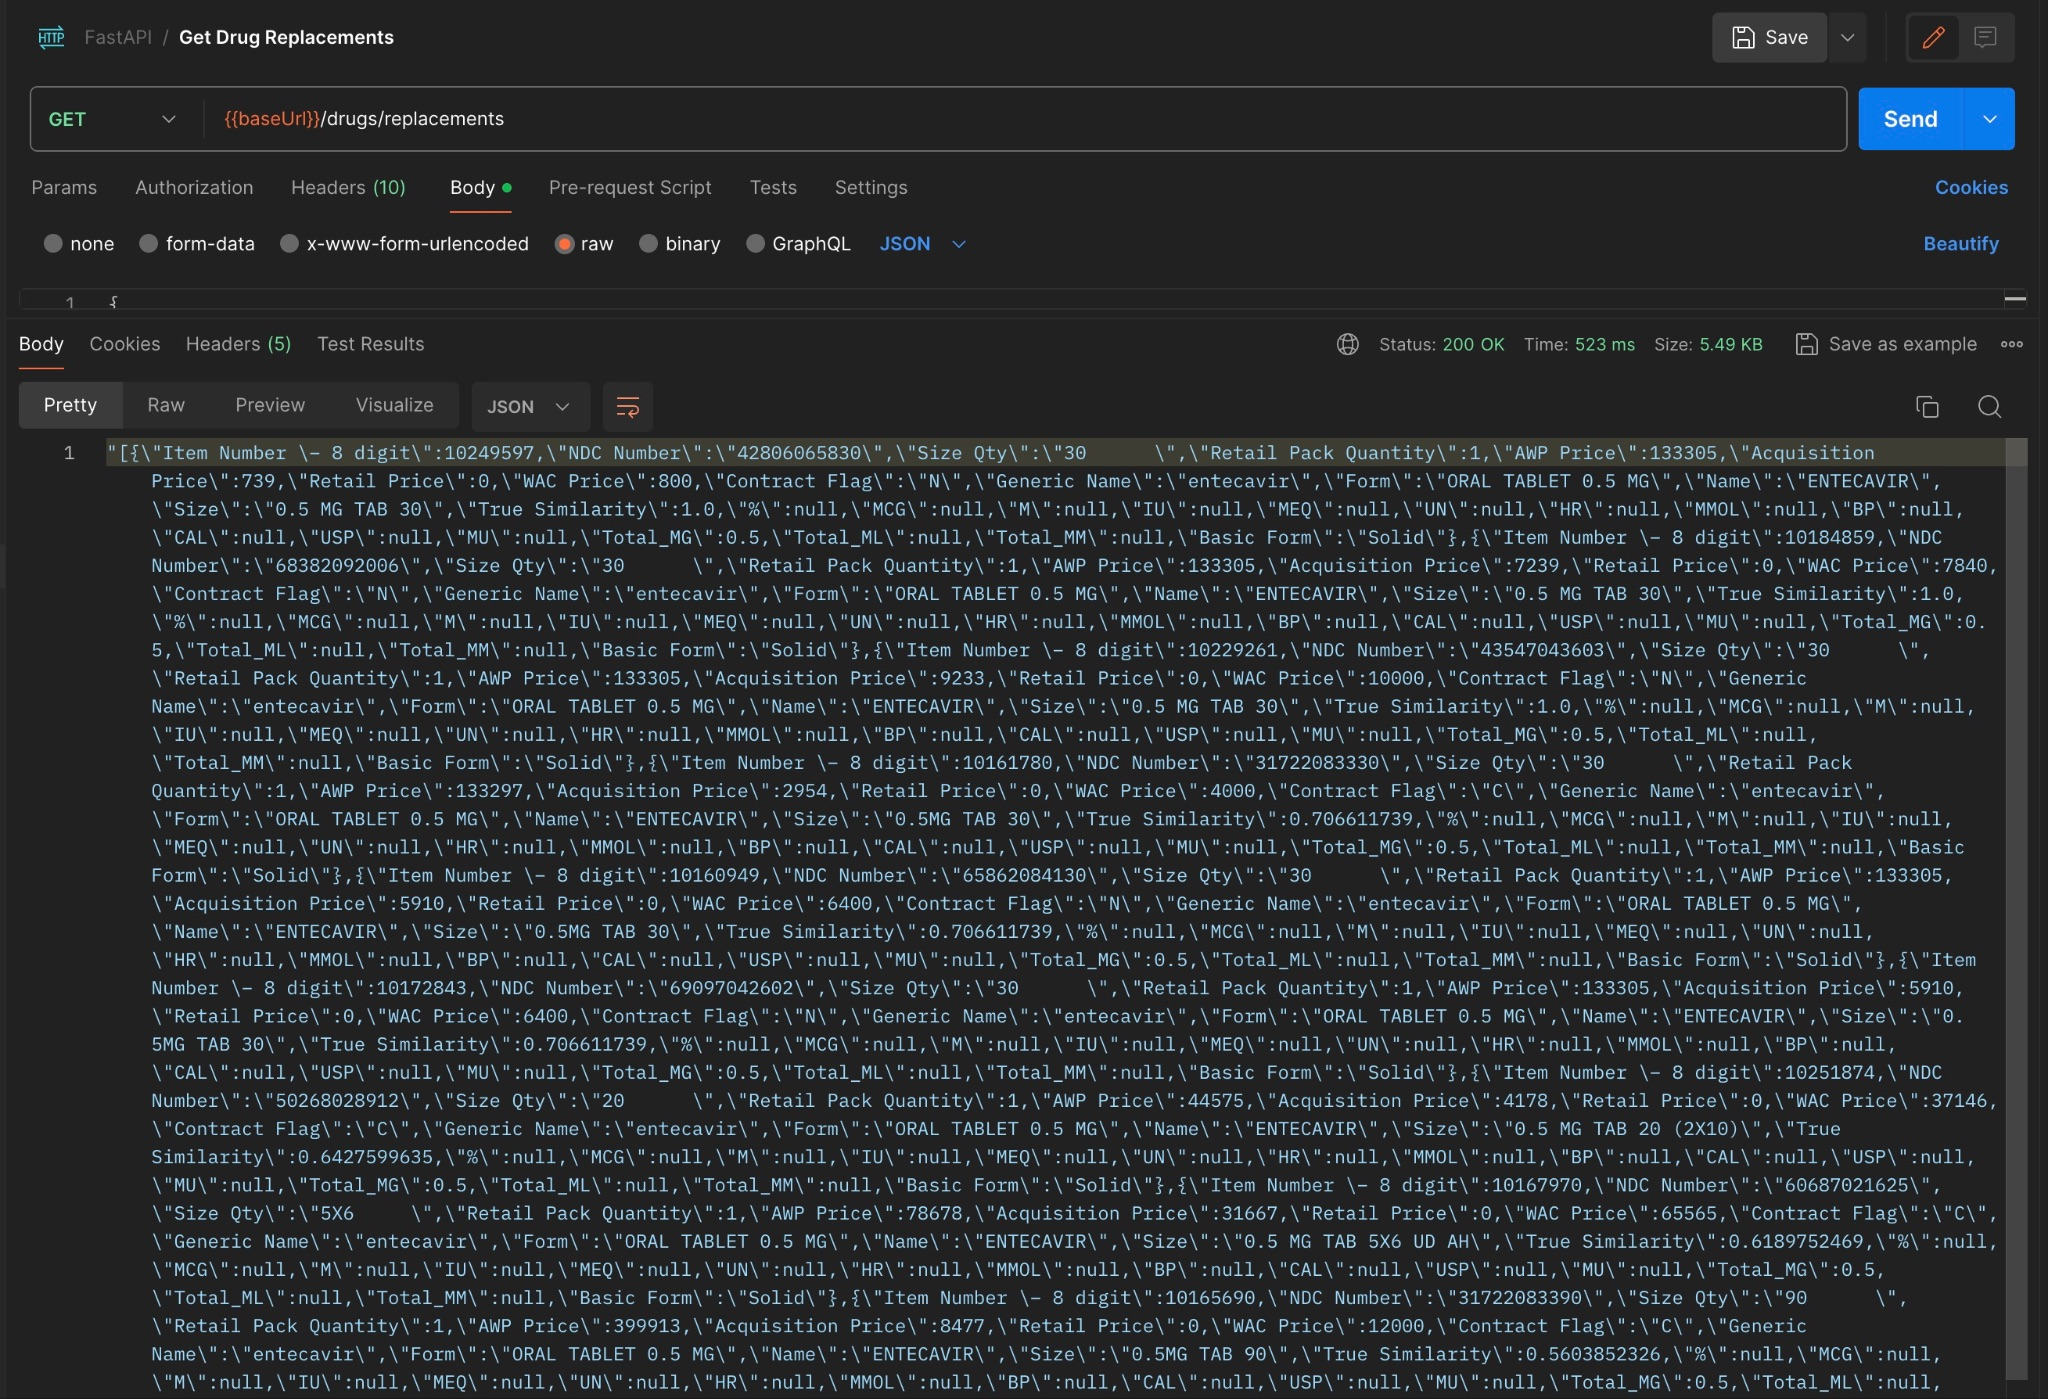 HTTP FastAPI / Get Drug Replacements Save
GET {{baseUrl}}/drugs/replacements Send
Params Authorization Headers (10) Body Pre-request Script Tests Settings Cookies
none form-data x-www-form-urlencoded raw binary GraphQL JSON Beautify
1 {
Body Cookies Headers (5) Test Results Status: 200 OK Time: 523 ms Size: 5.49 KB Save as example
Pretty Raw Preview Visualize JSON
1 "[{\"Item Number \- 8 digit\":10249597,\"NDC Number\":\"42806065830\",\"Size Qty\":\"30      \",\"Retail Pack Quantity\":1,\"AWP Price\":133305,\"Acquisition
Price\":739,\"Retail Price\":0,\"WAC Price\":800,\"Contract Flag\":\"N\",\"Generic Name\":\"entecavir\",\"Form\":\"ORAL TABLET 0.5 MG\",\"Name\":\"ENTECAVIR\",
\"Size\":\"0.5 MG TAB 30\",\"True Similarity\":1.0,\"%\":null,\"MCG\":null,\"M\":null,\"IU\":null,\"MEQ\":null,\"UN\":null,\"HR\":null,\"MMOL\":null,\"BP\":null,
\"CAL\":null,\"USP\":null,\"MU\":null,\"Total_MG\":0.5,\"Total_ML\":null,\"Total_MM\":null,\"Basic Form\":\"Solid\"},{\"Item Number \- 8 digit\":10184859,\"NDC
Number\":\"68382092006\",\"Size Qty\":\"30      \",\"Retail Pack Quantity\":1,\"AWP Price\":133305,\"Acquisition Price\":7239,\"Retail Price\":0,\"WAC Price\":7840,
\"Contract Flag\":\"N\",\"Generic Name\":\"entecavir\",\"Form\":\"ORAL TABLET 0.5 MG\",\"Name\":\"ENTECAVIR\",\"Size\":\"0.5 MG TAB 30\",\"True Similarity\":1.0,
\"%\":null,\"MCG\":null,\"M\":null,\"IU\":null,\"MEQ\":null,\"UN\":null,\"HR\":null,\"MMOL\":null,\"BP\":null,\"CAL\":null,\"USP\":null,\"MU\":null,\"Total_MG\":0.
5,\"Total_ML\":null,\"Total_MM\":null,\"Basic Form\":\"Solid\"},{\"Item Number \- 8 digit\":10229261,\"NDC Number\":\"43547043603\",\"Size Qty\":\"30      \",
\"Retail Pack Quantity\":1,\"AWP Price\":133305,\"Acquisition Price\":9233,\"Retail Price\":0,\"WAC Price\":10000,\"Contract Flag\":\"N\",\"Generic
Name\":\"entecavir\",\"Form\":\"ORAL TABLET 0.5 MG\",\"Name\":\"ENTECAVIR\",\"Size\":\"0.5 MG TAB 30\",\"True Similarity\":1.0,\"%\":null,\"MCG\":null,\"M\":null,
\"IU\":null,\"MEQ\":null,\"UN\":null,\"HR\":null,\"MMOL\":null,\"BP\":null,\"CAL\":null,\"USP\":null,\"MU\":null,\"Total_MG\":0.5,\"Total_ML\":null,
\"Total_MM\":null,\"Basic Form\":\"Solid\"},{\"Item Number \- 8 digit\":10161780,\"NDC Number\":\"31722083330\",\"Size Qty\":\"30      \",\"Retail Pack
Quantity\":1,\"AWP Price\":133297,\"Acquisition Price\":2954,\"Retail Price\":0,\"WAC Price\":4000,\"Contract Flag\":\"C\",\"Generic Name\":\"entecavir\",
\"Form\":\"ORAL TABLET 0.5 MG\",\"Name\":\"ENTECAVIR\",\"Size\":\"0.5MG TAB 30\",\"True Similarity\":0.706611739,\"%\":null,\"MCG\":null,\"M\":null,\"IU\":null,
\"MEQ\":null,\"UN\":null,\"HR\":null,\"MMOL\":null,\"BP\":null,\"CAL\":null,\"USP\":null,\"MU\":null,\"Total_MG\":0.5,\"Total_ML\":null,\"Total_MM\":null,\"Basic
Form\":\"Solid\"},{\"Item Number \- 8 digit\":10160949,\"NDC Number\":\"65862084130\",\"Size Qty\":\"30      \",\"Retail Pack Quantity\":1,\"AWP Price\":133305,
\"Acquisition Price\":5910,\"Retail Price\":0,\"WAC Price\":6400,\"Contract Flag\":\"N\",\"Generic Name\":\"entecavir\",\"Form\":\"ORAL TABLET 0.5 MG\",
\"Name\":\"ENTECAVIR\",\"Size\":\"0.5MG TAB 30\",\"True Similarity\":0.706611739,\"%\":null,\"MCG\":null,\"M\":null,\"IU\":null,\"MEQ\":null,\"UN\":null,
\"HR\":null,\"MMOL\":null,\"BP\":null,\"CAL\":null,\"USP\":null,\"MU\":null,\"Total_MG\":0.5,\"Total_ML\":null,\"Total_MM\":null,\"Basic Form\":\"Solid\"},{\"Item
Number \- 8 digit\":10172843,\"NDC Number\":\"69097042602\",\"Size Qty\":\"30      \",\"Retail Pack Quantity\":1,\"AWP Price\":133305,\"Acquisition Price\":5910,
\"Retail Price\":0,\"WAC Price\":6400,\"Contract Flag\":\"N\",\"Generic Name\":\"entecavir\",\"Form\":\"ORAL TABLET 0.5 MG\",\"Name\":\"ENTECAVIR\",\"Size\":\"0.
5MG TAB 30\",\"True Similarity\":0.706611739,\"%\":null,\"MCG\":null,\"M\":null,\"IU\":null,\"MEQ\":null,\"UN\":null,\"HR\":null,\"MMOL\":null,\"BP\":null,
\"CAL\":null,\"USP\":null,\"MU\":null,\"Total_MG\":0.5,\"Total_ML\":null,\"Total_MM\":null,\"Basic Form\":\"Solid\"},{\"Item Number \- 8 digit\":10251874,\"NDC
Number\":\"50268028912\",\"Size Qty\":\"20      \",\"Retail Pack Quantity\":1,\"AWP Price\":44575,\"Acquisition Price\":4178,\"Retail Price\":0,\"WAC Price\":37146,
\"Contract Flag\":\"C\",\"Generic Name\":\"entecavir\",\"Form\":\"ORAL TABLET 0.5 MG\",\"Name\":\"ENTECAVIR\",\"Size\":\"0.5 MG TAB 20 (2X10)\",\"True
Similarity\":0.6427599635,\"%\":null,\"MCG\":null,\"M\":null,\"IU\":null,\"MEQ\":null,\"UN\":null,\"HR\":null,\"MMOL\":null,\"BP\":null,\"CAL\":null,\"USP\":null,
\"MU\":null,\"Total_MG\":0.5,\"Total_ML\":null,\"Total_MM\":null,\"Basic Form\":\"Solid\"},{\"Item Number \- 8 digit\":10167970,\"NDC Number\":\"60687021625\",
\"Size Qty\":\"5X6     \",\"Retail Pack Quantity\":1,\"AWP Price\":78678,\"Acquisition Price\":31667,\"Retail Price\":0,\"WAC Price\":65565,\"Contract Flag\":\"C\",
\"Generic Name\":\"entecavir\",\"Form\":\"ORAL TABLET 0.5 MG\",\"Name\":\"ENTECAVIR\",\"Size\":\"0.5 MG TAB 5X6 UD AH\",\"True Similarity\":0.6189752469,\"%\":null,
\"MCG\":null,\"M\":null,\"IU\":null,\"MEQ\":null,\"UN\":null,\"HR\":null,\"MMOL\":null,\"BP\":null,\"CAL\":null,\"USP\":null,\"MU\":null,\"Total_MG\":0.5,
\"Total_ML\":null,\"Total_MM\":null,\"Basic Form\":\"Solid\"},{\"Item Number \- 8 digit\":10165690,\"NDC Number\":\"31722083390\",\"Size Qty\":\"90      \",
\"Retail Pack Quantity\":1,\"AWP Price\":399913,\"Acquisition Price\":8477,\"Retail Price\":0,\"WAC Price\":12000,\"Contract Flag\":\"C\",\"Generic
Name\":\"entecavir\",\"Form\":\"ORAL TABLET 0.5 MG\",\"Name\":\"ENTECAVIR\",\"Size\":\"0.5MG TAB 90\",\"True Similarity\":0.5603852326,\"%\":null,\"MCG\":null,
\"M\":null,\"IU\":null,\"MEQ\":null,\"UN\":null,\"HR\":null,\"MMOL\":null,\"BP\":null,\"CAL\":null,\"USP\":null,\"MU\":null,\"Total_MG\":0.5,\"Total_ML\":null,